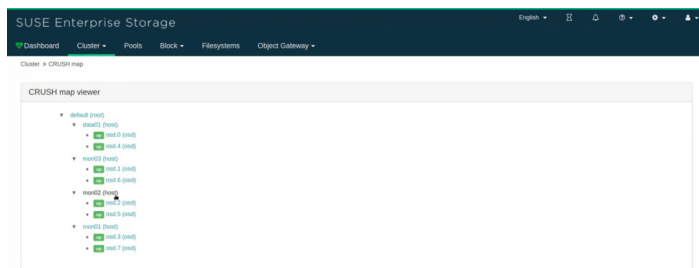 SUSE Enterprise Storage
English
Dashboard Cluster Pools Block Filesystems Object Gateway
Cluster » CRUSH map
CRUSH map viewer
default (root)
data01 (host)
up osd.0 (osd)
up osd.4 (osd)
mon03 (host)
up osd.1 (osd)
up osd.6 (osd)
mon02 (host)
up osd.2 (osd)
up osd.5 (osd)
mon01 (host)
up osd.3 (osd)
up osd.7 (osd)